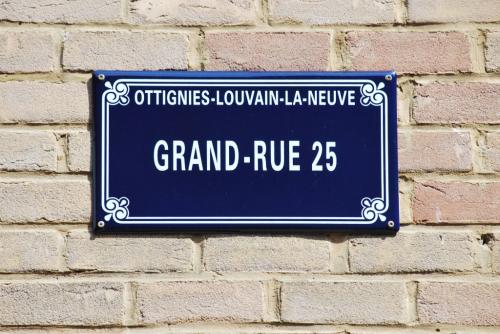 OTTIGNIES-LOUVAIN-LA-NEUVE
GRAND-RUE 25